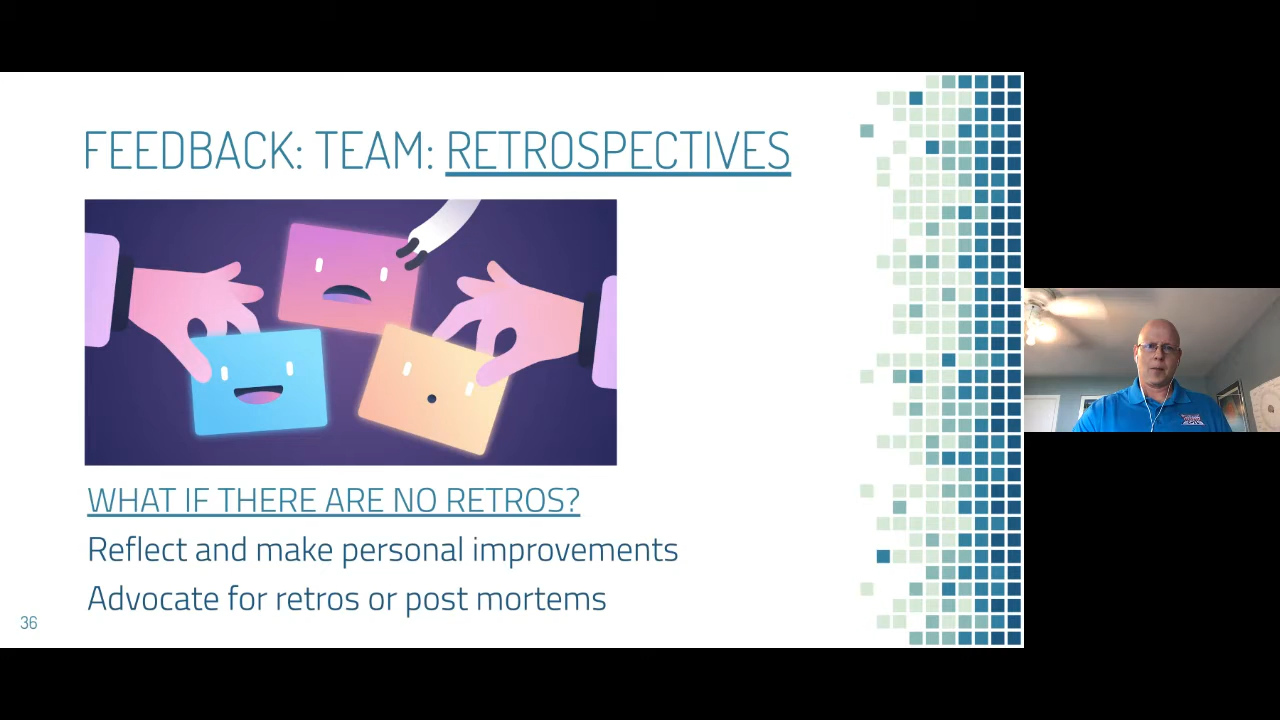 FEEDBACK: TEAM: RETROSPECTIVES
WHAT IF THERE ARE NO RETROS?
Reflect and make personal improvements
Advocate for retros or post mortems
36